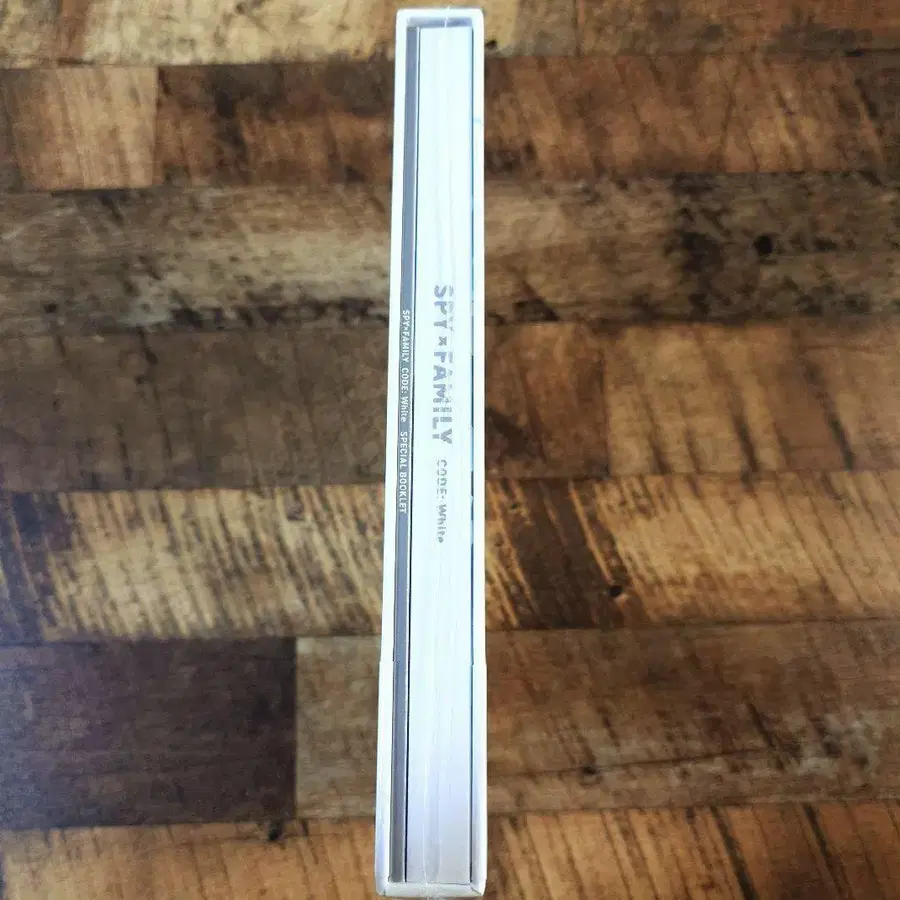 SPY×FAMILY CODE: White
SPY×FAMILY CODE: White SPECIAL BOOKLET